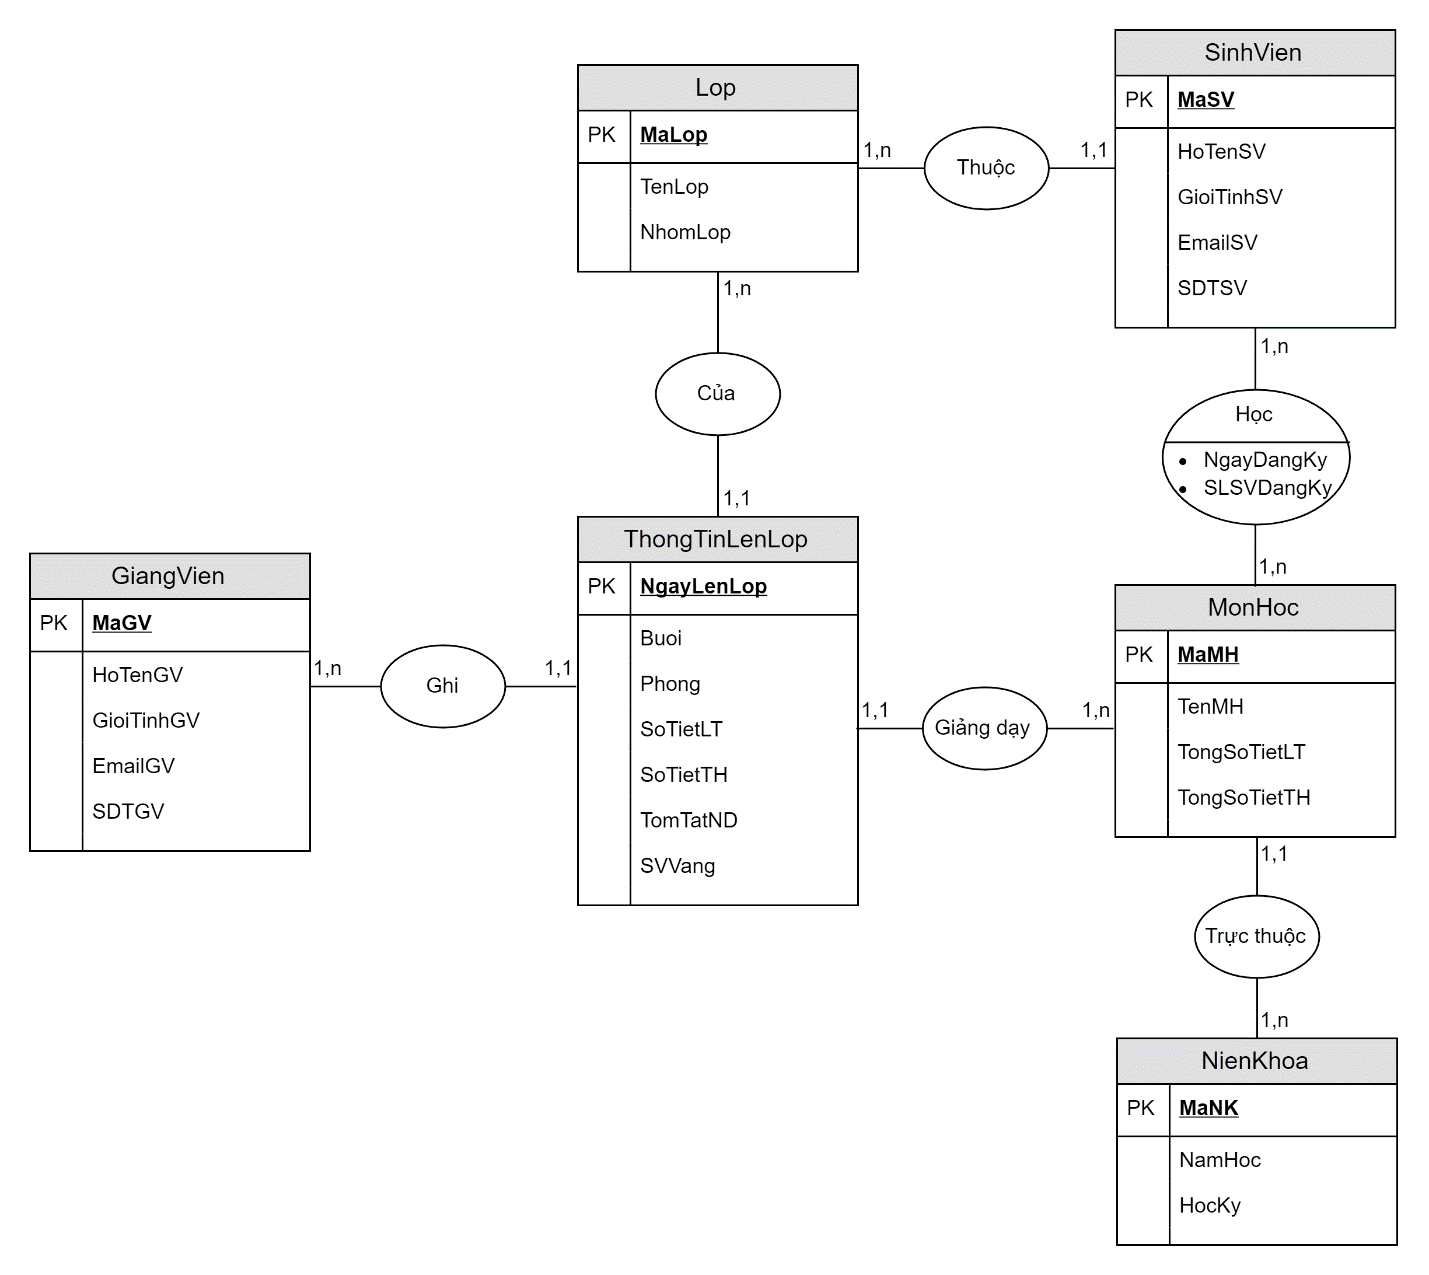 SinhVien
PK MaSV
HoTenSV
GioiTinhSV
EmailSV
SDTSV
Lop
PK MaLop
TenLop
NhomLop
1,n
Thuộc
1,1
1,n
Của
1,1
1,n
Học
• NgayDangKy
• SLSVDangKy
1,n
ThongTinLenLop
PK NgayLenLop
Buoi
Phong
SoTietLT
SoTietTH
TomTatND
SVVang
GiangVien
PK MaGV
HoTenGV
GioiTinhGV
EmailGV
SDTGV
1,n
Ghi
1,1
1,1
Giảng dạy
1,n
MonHoc
PK MaMH
TenMH
TongSoTietLT
TongSoTietTH
1,1
Trực thuộc
1,n
NienKhoa
PK MaNK
NamHoc
HocKy